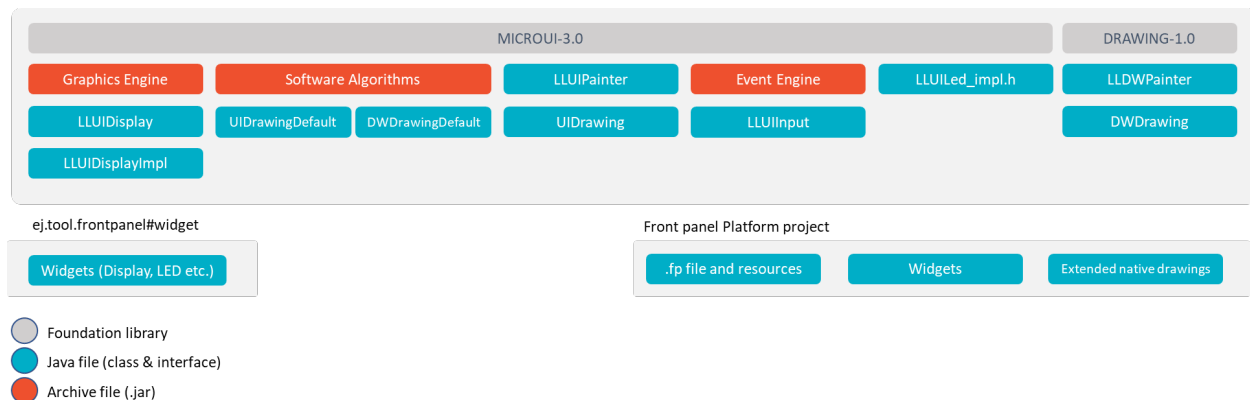 MICROUI-3.0
DRAWING-1.0
Graphics Engine
Software Algorithms
LLUIPainter
Event Engine
LLUILed_impl.h
LLDWPainter
LLUIDisplay
UIDrawingDefault
DWDrawingDefault
UIDrawing
LLUIInput
DWDrawing
LLUIDisplayImpl
ej.tool.frontpanel#widget
Front panel Platform project
Widgets (Display, LED etc.)
.fp file and resources
Widgets
Extended native drawings
Foundation library
Java file (class & interface)
Archive file (.jar)